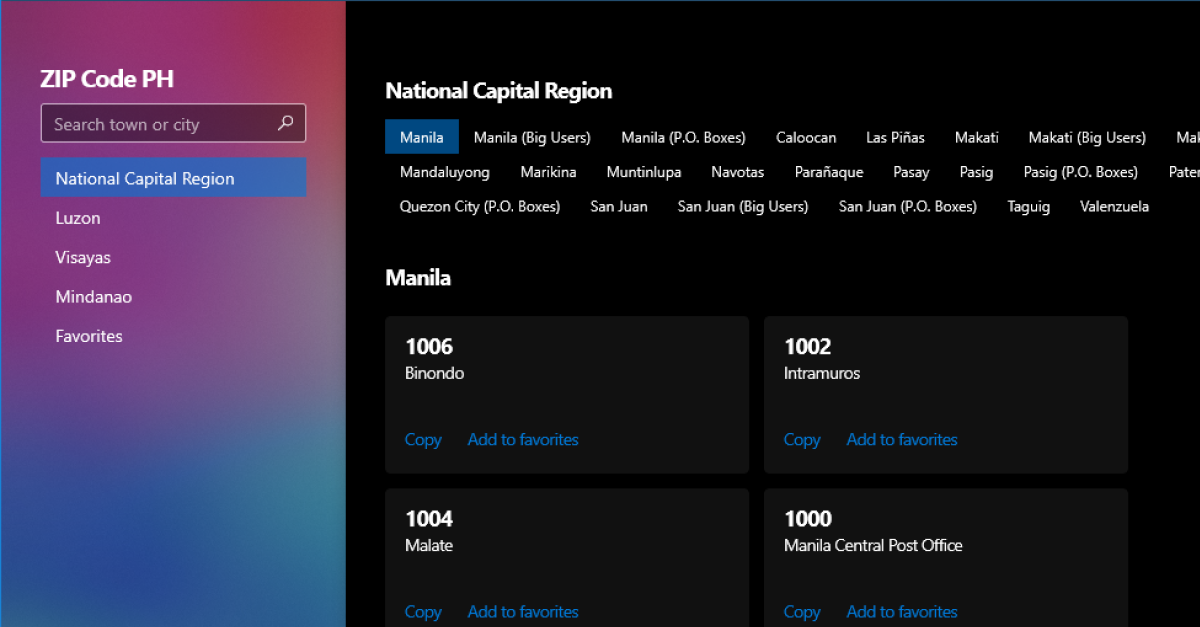 ZIP Code PH
Search town or city
National Capital Region
Luzon
Visayas
Mindanao
Favorites
National Capital Region
Manila Manila (Big Users) Manila (P.O. Boxes) Caloocan Las Piñas Makati Makati (Big Users)
Mandaluyong Marikina Muntinlupa Navotas Parañaque Pasay Pasig Pasig (P.O. Boxes)
Quezon City (P.O. Boxes) San Juan San Juan (Big Users) San Juan (P.O. Boxes) Taguig Valenzuela
Manila
1006
Binondo
Copy Add to favorites
1002
Intramuros
Copy Add to favorites
1004
Malate
Copy Add to favorites
1000
Manila Central Post Office
Copy Add to favorites